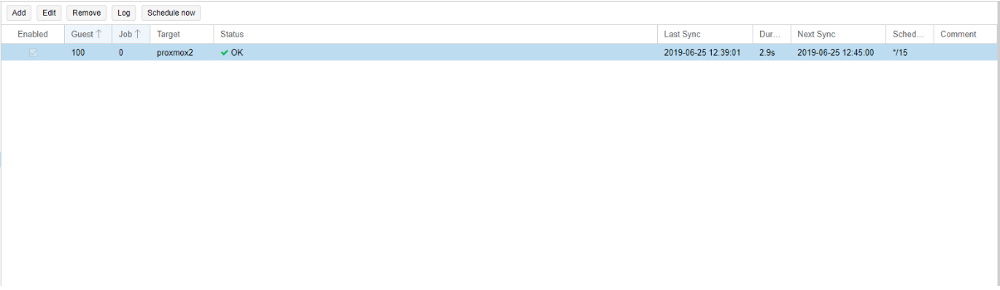 Add Edit Remove Log Schedule now
Enabled Guest Job Target Status Last Sync Dur... Next Sync Sched... Comment
100 0 proxmox2 OK 2019-06-25 12:39:01 2.9s 2019-06-25 12:45:00 */15